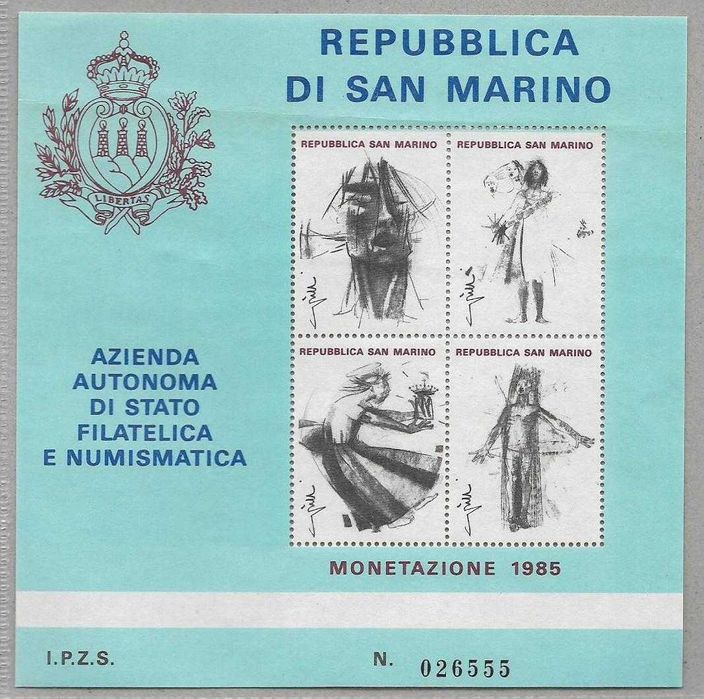 REPUBBLICA
DI SAN MARINO
LIBERTAS
REPUBBLICA SAN MARINO
REPUBBLICA SAN MARINO
REPUBBLICA SAN MARINO
REPUBBLICA SAN MARINO
AZIENDA
AUTONOMA
DI STATO
FILATELICA
E NUMISMATICA
MONETAZIONE 1985
I.P.Z.S.
N. 026555